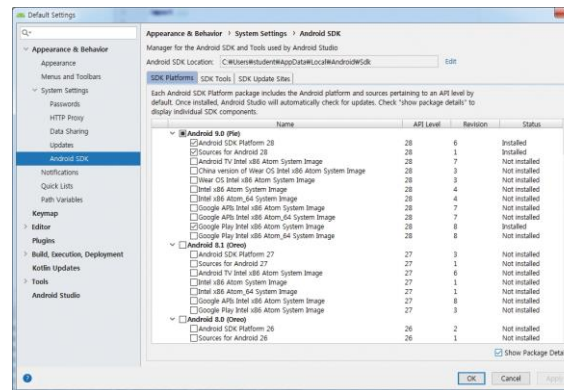 Default Settings
Appearance & Behavior
Appearance
Menus and Toolbars
System Settings
Passwords
HTTP Proxy
Data Sharing
Updates
Android SDK
Notifications
Quick Lists
Path Variables
Keymap
Editor
Plugins
Build, Execution, Deployment
Kotlin Updates
Tools
Android Studio
Appearance & Behavior › System Settings › Android SDK
Manager for the Android SDK and Tools used by Android Studio
Android SDK Location: C:₩Users₩student₩AppData₩Local₩Android₩Sdk Edit
SDK Platforms SDK Tools SDK Update Sites
Each Android SDK Platform package includes the Android platform and sources pertaining to an API level by
default. Once installed, Android Studio will automatically check for updates. Check "show package details" to
display individual SDK components.
Name API Level Revision Status
Android 9.0 (Pie)
Android SDK Platform 28 28 6 Installed
Sources for Android 28 28 1 Installed
Android TV Intel x86 Atom System Image 28 7 Not installed
China version of Wear OS Intel x86 Atom System Image 28 3 Not installed
Wear OS Intel x86 Atom System Image 28 3 Not installed
Intel x86 Atom System Image 28 4 Not installed
Intel x86 Atom_64 System Image 28 4 Not installed
Google APIs Intel x86 Atom System Image 28 7 Not installed
Google APIs Intel x86 Atom_64 System Image 28 7 Not installed
Google Play Intel x86 Atom System Image 28 8 Installed
Google Play Intel x86 Atom_64 System Image 28 8 Not installed
Android 8.1 (Oreo)
Android SDK Platform 27 27 3 Not installed
Sources for Android 27 27 1 Not installed
Android TV Intel x86 Atom System Image 27 6 Not installed
Intel x86 Atom System Image 27 1 Not installed
Intel x86 Atom_64 System Image 27 1 Not installed
Google APIs Intel x86 Atom System Image 27 8 Not installed
Google Play Intel x86 Atom System Image 27 3 Not installed
Android 8.0 (Oreo)
Android SDK Platform 26 26 2 Not installed
Sources for Android 26 26 1 Not installed
Show Package Detai
OK Cancel Apply